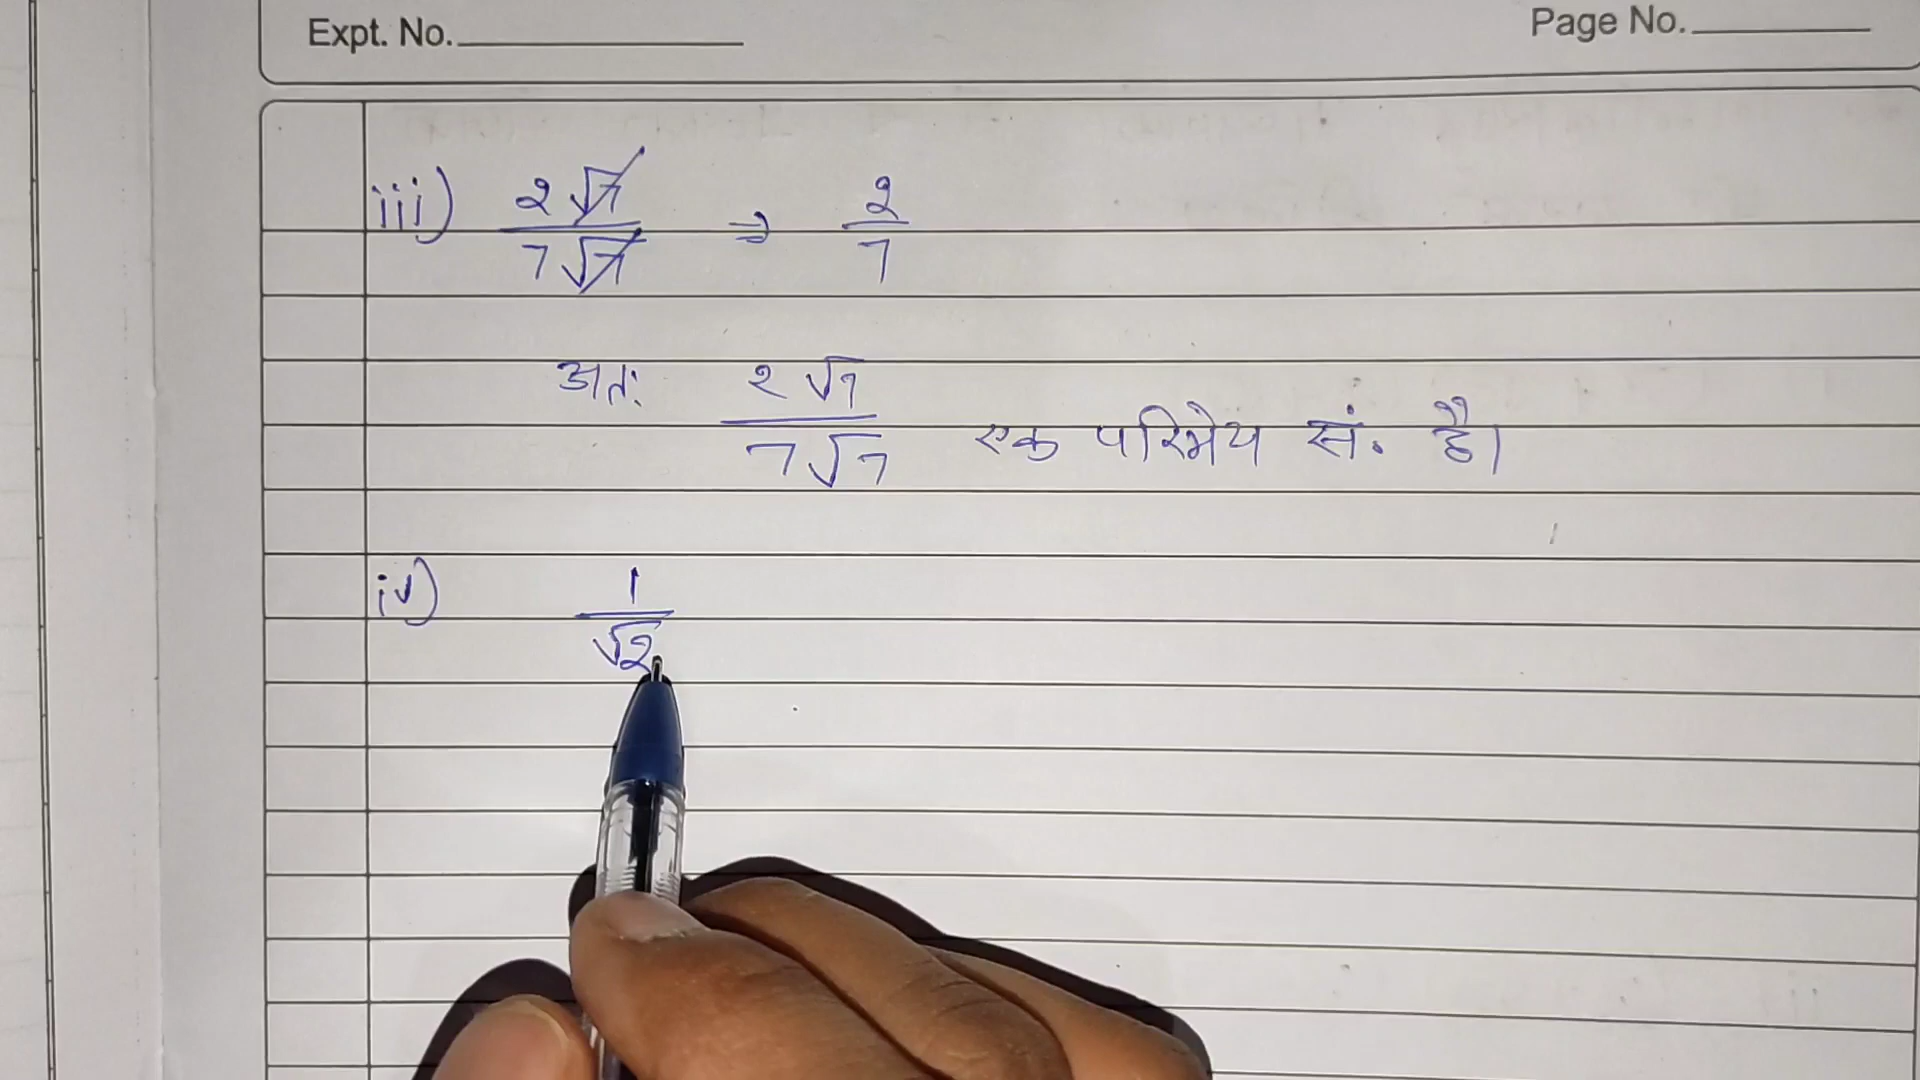 Expt. No.
Page No.
iii) 2√7/7√7 ⇒ 2/7
अतः 2√7/7√7 एक परिमेय सं. है।
iv) 1/√2